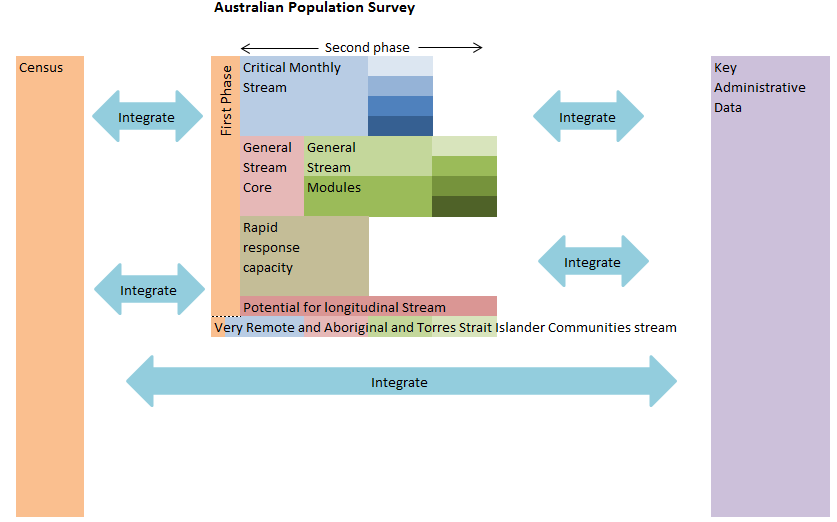 Australian Population Survey
Second phase
Census
First Phase
Critical Monthly
Stream
Key
Administrative
Data
Integrate
Integrate
General
Stream
Core
General
Stream
Modules
Rapid
response
capacity
Integrate
Integrate
Potential for longitudinal Stream
Very Remote and Aboriginal and Torres Strait Islander Communities stream
Integrate